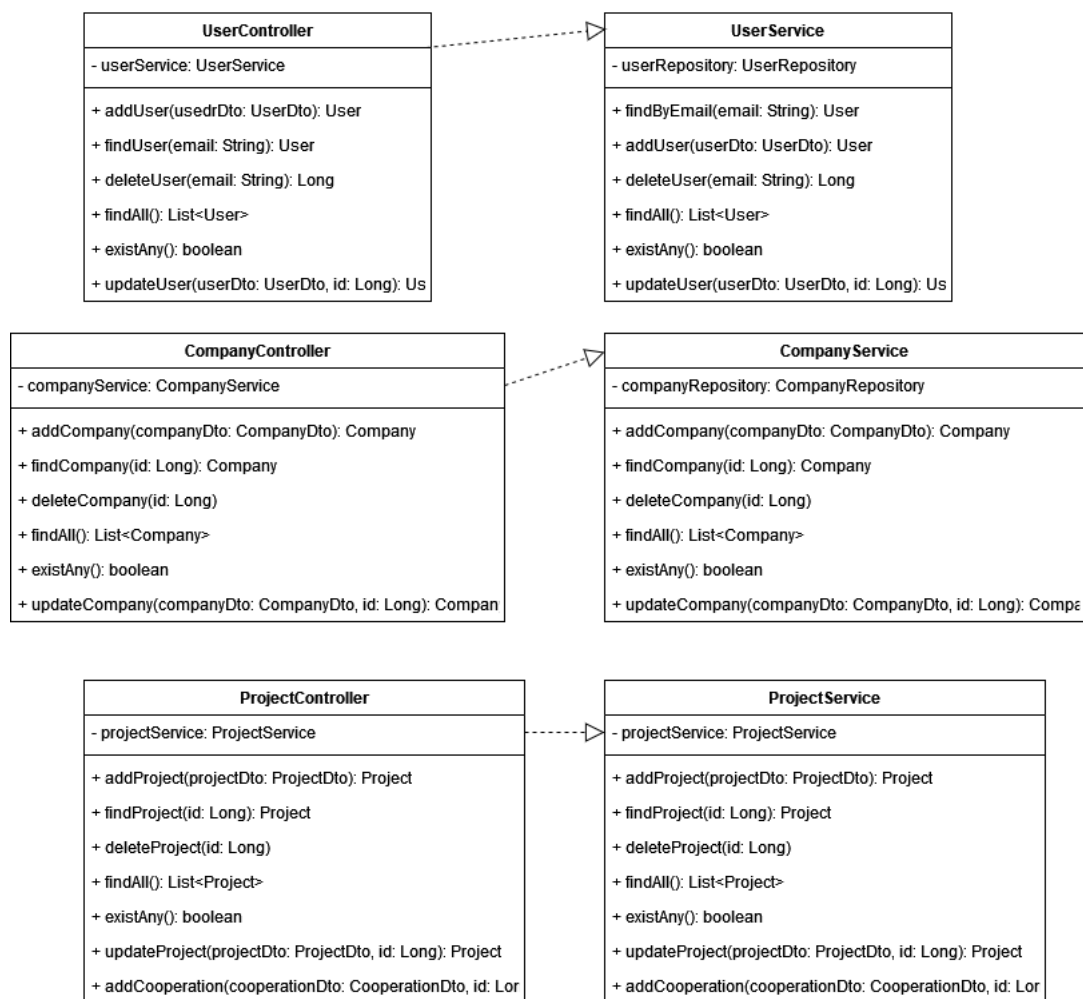 UserController
- userService: UserService
+ addUser(usedrDto: UserDto): User
+ findUser(email: String): User
+ deleteUser(email: String): Long
+ findAll(): List<User>
+ existAny(): boolean
+ updateUser(userDto: UserDto, id: Long): Us
UserService
- userRepository: UserRepository
+ findByEmail(email: String): User
+ addUser(userDto: UserDto): User
+ deleteUser(email: String): Long
+ findAll(): List<User>
+ existAny(): boolean
+ updateUser(userDto: UserDto, id: Long): Us
CompanyController
- companyService: CompanyService
+ addCompany(companyDto: CompanyDto): Company
+ findCompany(id: Long): Company
+ deleteCompany(id: Long)
+ findAll(): List<Company>
+ existAny(): boolean
+ updateCompany(companyDto: CompanyDto, id: Long): Compan
CompanyService
- companyRepository: CompanyRepository
+ addCompany(companyDto: CompanyDto): Company
+ findCompany(id: Long): Company
+ deleteCompany(id: Long)
+ findAll(): List<Company>
+ existAny(): boolean
+ updateCompany(companyDto: CompanyDto, id: Long): Compa
ProjectController
- projectService: ProjectService
+ addProject(projectDto: ProjectDto): Project
+ findProject(id: Long): Project
+ deleteProject(id: Long)
+ findAll(): List<Project>
+ existAny(): boolean
+ updateProject(projectDto: ProjectDto, id: Long): Project
+ addCooperation(cooperationDto: CooperationDto, id: Lor
ProjectService
- projectService: ProjectService
+ addProject(projectDto: ProjectDto): Project
+ findProject(id: Long): Project
+ deleteProject(id: Long)
+ findAll(): List<Project>
+ existAny(): boolean
+ updateProject(projectDto: ProjectDto, id: Long): Project
+ addCooperation(cooperationDto: CooperationDto, id: Lor